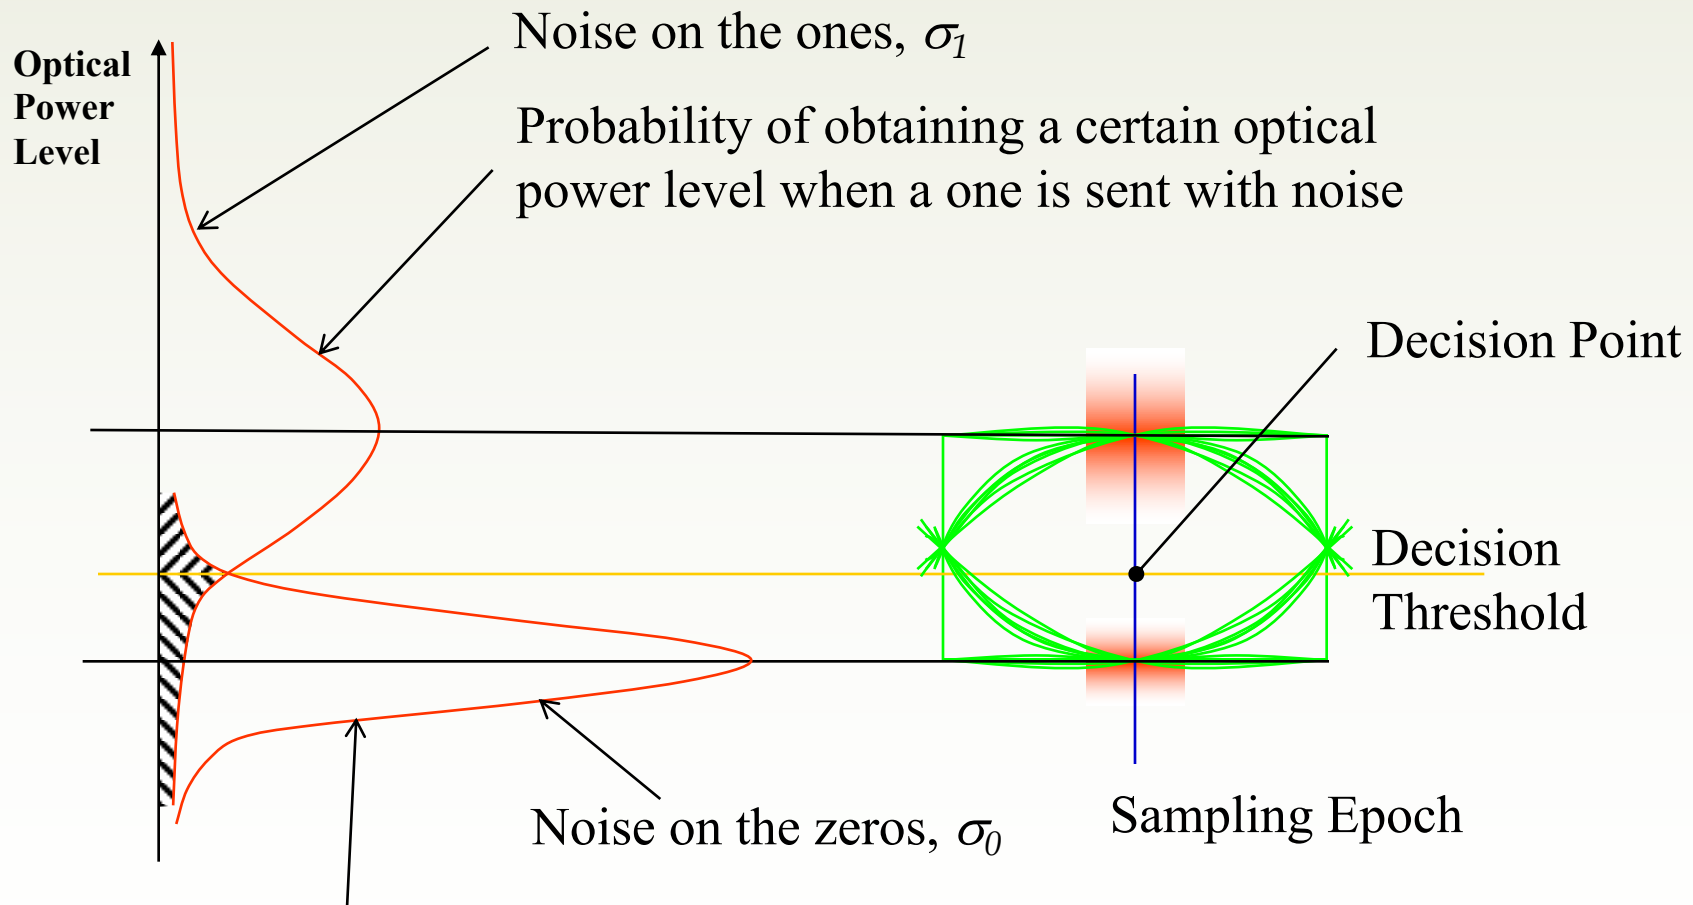 Noise on the ones, σ1
Optical
Power
Level
Probability of obtaining a certain optical
power level when a one is sent with noise
Decision Point
Decision
Threshold
Noise on the zeros, σ0
Sampling Epoch